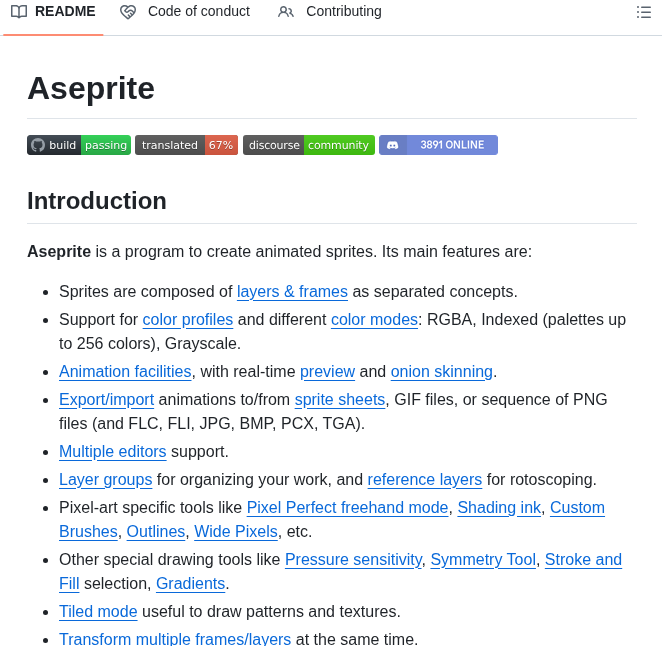 README Code of conduct Contributing
Aseprite
build passing translated 67% discourse community 3891 ONLINE
Introduction
Aseprite is a program to create animated sprites. Its main features are:
Sprites are composed of layers & frames as separated concepts.
Support for color profiles and different color modes: RGBA, Indexed (palettes up
to 256 colors), Grayscale.
Animation facilities, with real-time preview and onion skinning.
Export/import animations to/from sprite sheets, GIF files, or sequence of PNG
files (and FLC, FLI, JPG, BMP, PCX, TGA).
Multiple editors support.
Layer groups for organizing your work, and reference layers for rotoscoping.
Pixel-art specific tools like Pixel Perfect freehand mode, Shading ink, Custom
Brushes, Outlines, Wide Pixels, etc.
Other special drawing tools like Pressure sensitivity, Symmetry Tool, Stroke and
Fill selection, Gradients.
Tiled mode useful to draw patterns and textures.
Transform multiple frames/layers at the same time.